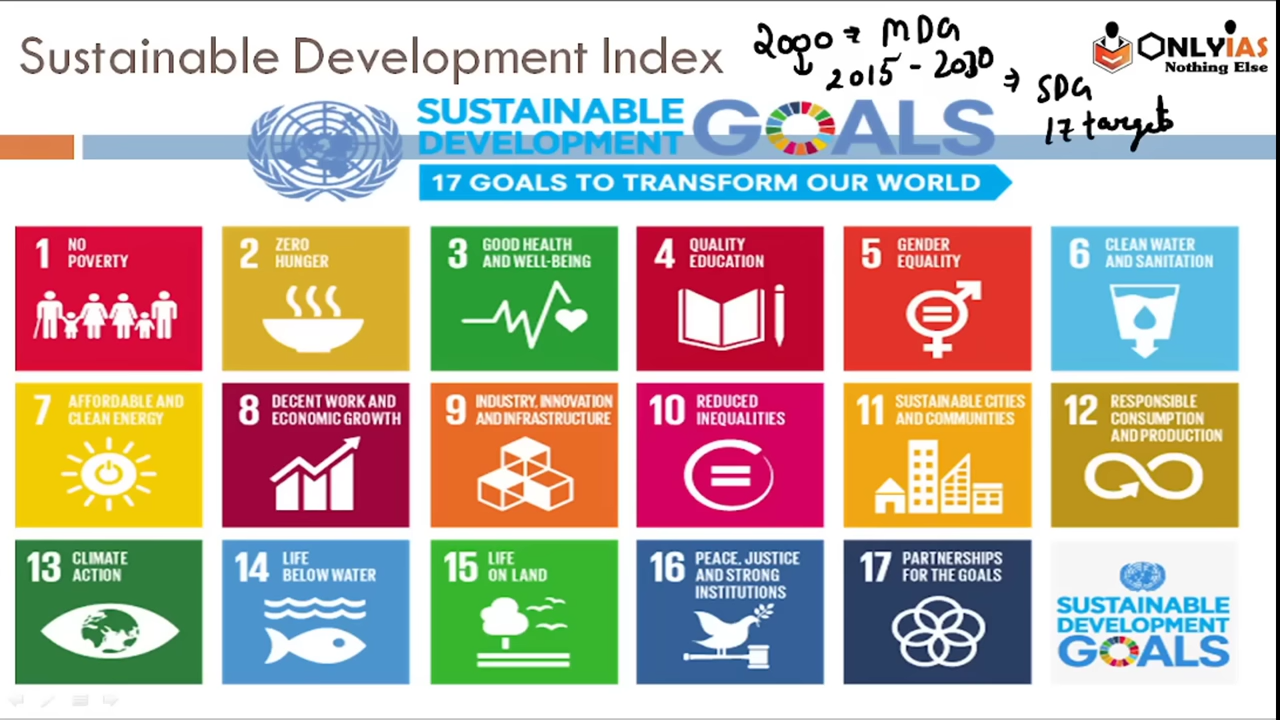 Sustainable Development Index
2000 → MDG
2015 - 2030 → SDG
17 targets
ONLYIAS
Nothing Else
SUSTAINABLE
DEVELOPMENT
GOALS
17 GOALS TO TRANSFORM OUR WORLD
1 NO
POVERTY
2 ZERO
HUNGER
3 GOOD HEALTH
AND WELL-BEING
4 QUALITY
EDUCATION
5 GENDER
EQUALITY
6 CLEAN WATER
AND SANITATION
7 AFFORDABLE AND
CLEAN ENERGY
8 DECENT WORK AND
ECONOMIC GROWTH
9 INDUSTRY, INNOVATION
AND INFRASTRUCTURE
10 REDUCED
INEQUALITIES
11 SUSTAINABLE CITIES
AND COMMUNITIES
12 RESPONSIBLE
CONSUMPTION
AND PRODUCTION
13 CLIMATE
ACTION
14 LIFE
BELOW WATER
15 LIFE
ON LAND
16 PEACE, JUSTICE
AND STRONG
INSTITUTIONS
17 PARTNERSHIPS
FOR THE GOALS
SUSTAINABLE
DEVELOPMENT
GOALS